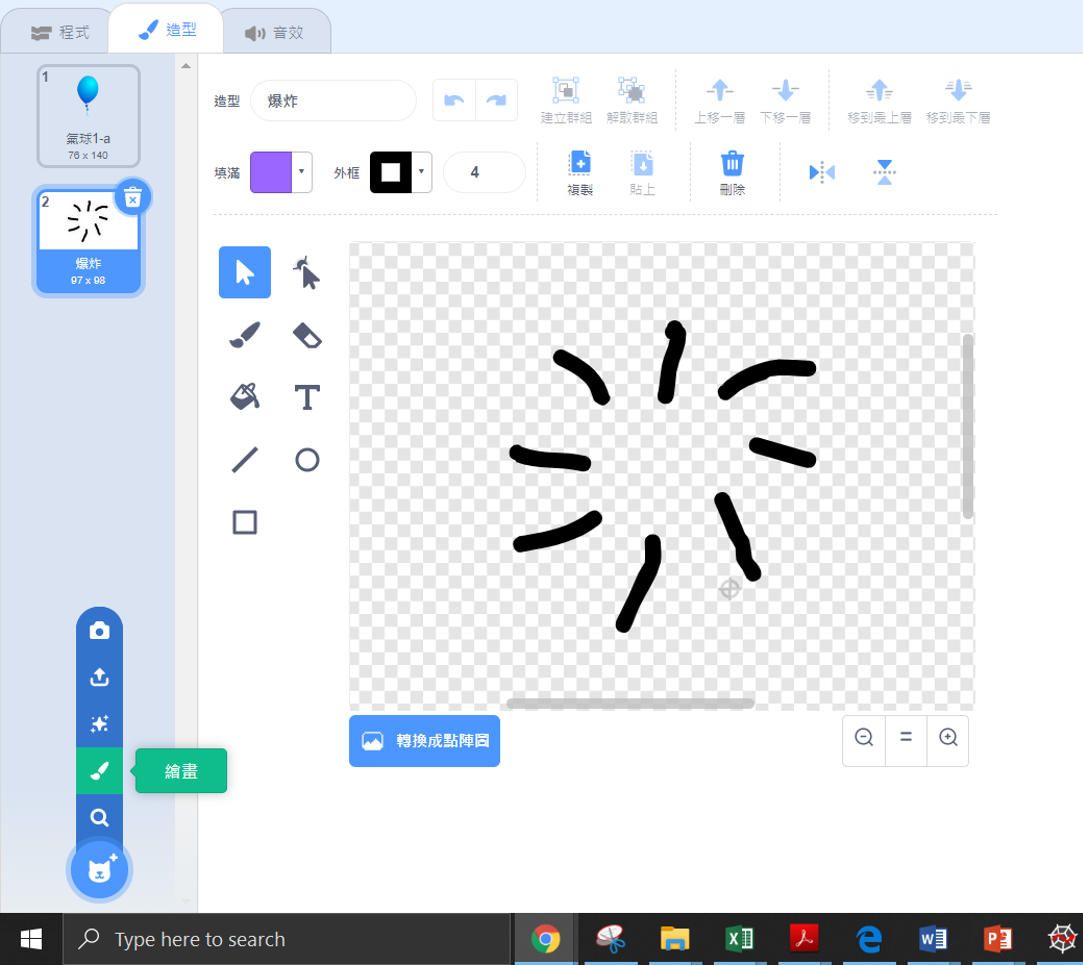 程式
造型
音效
1
氣球1-a
76 x 140
2
爆炸
97 x 98
造型
爆炸
建立群組
解散群組
上移一層
下移一層
移到最上層
移到最下層
填滿
外框
4
複製
貼上
刪除
T
繪畫
轉換成點陣圖
Type here to search